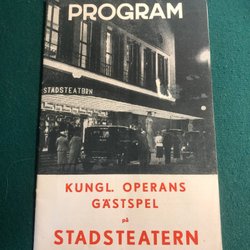 PROGRAM
STADSTEATERN
KUNGL. OPERANS
GÄSTSPEL
på
STADSTEATERN